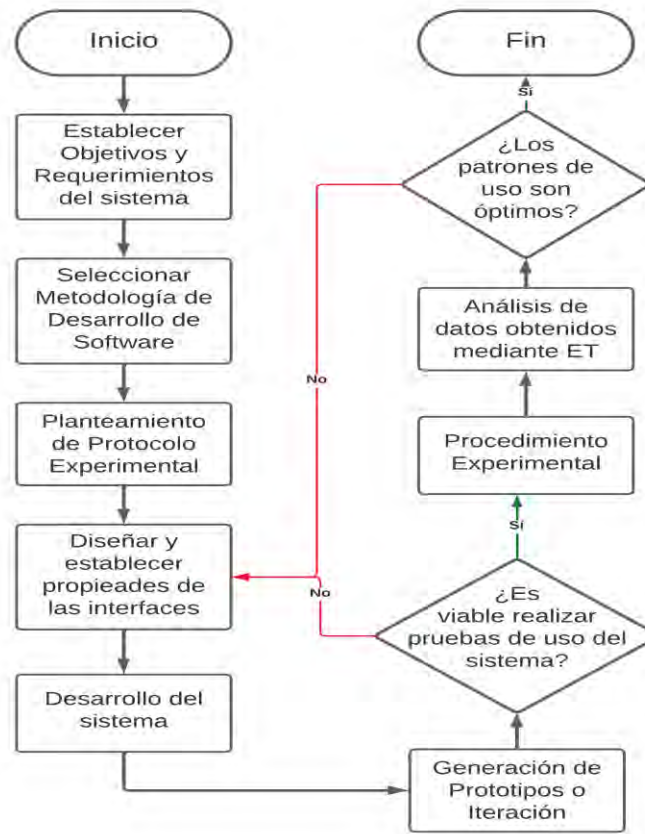 Inicio
Establecer
Objetivos y
Requerimientos
del sistema
Seleccionar
Metodología de
Desarrollo de
Software
Planteamiento
de Protocolo
Experimental
Diseñar y
establecer
propieades de
las interfaces
Desarrollo del
sistema
Generación de
Prototipos o
Iteración
¿Es
viable realizar
pruebas de uso del
sistema?
No
Sí
Procedimiento
Experimental
Análisis de
datos obtenidos
mediante ET
¿Los
patrones de
uso son
óptimos?
No
Sí
Fin